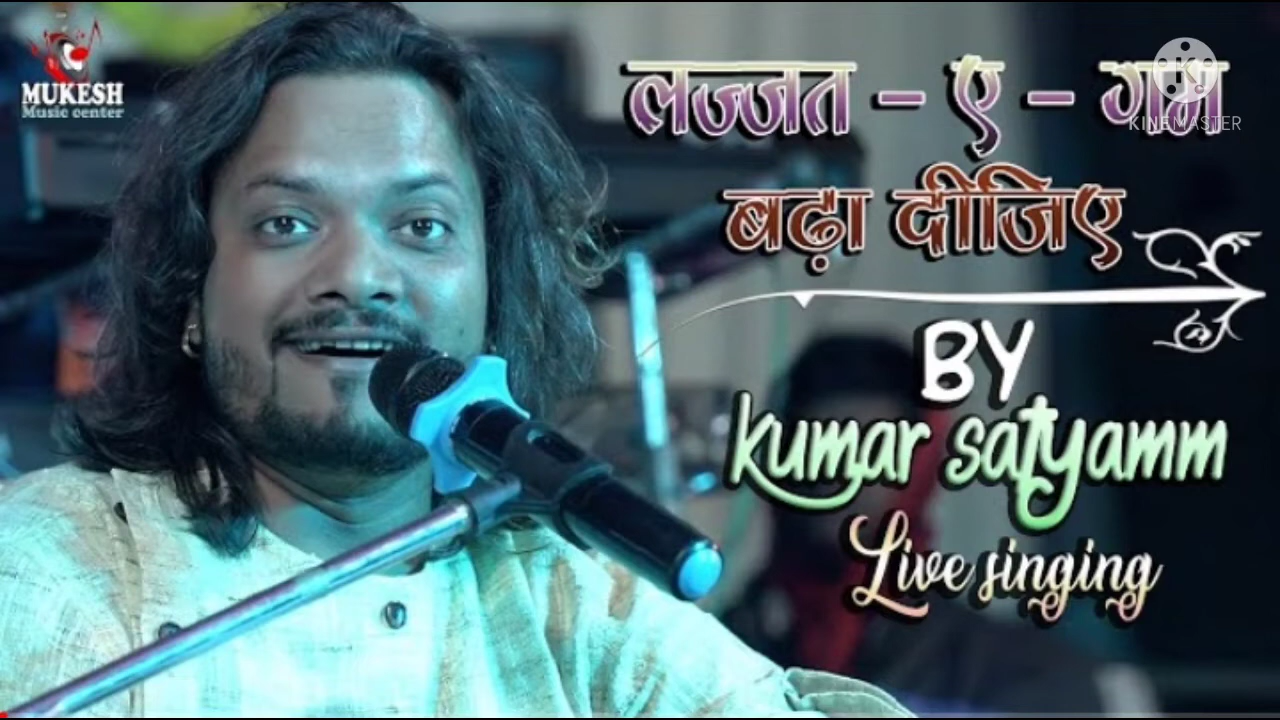 MUKESH
Music center
लज्जत - ए - गम
KINEMASTER
बढ़ा दीजिए
BY
kumar satyamm
Live singing